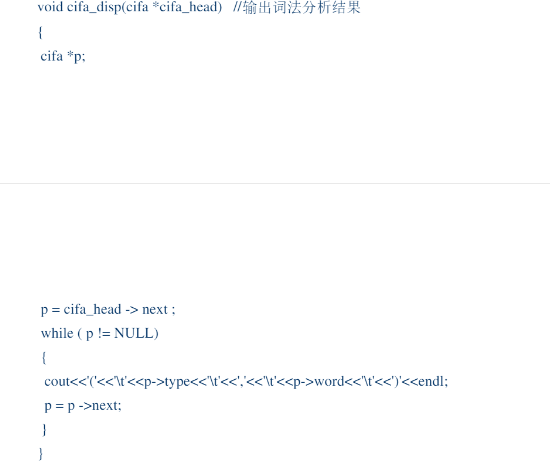 void cifa_disp(cifa *cifa_head)   //输出词法分析结果
{
cifa *p;
p = cifa_head -> next ;
while ( p != NULL)
{
cout<<'('<<'\t'<<p->type<<'\t'<<','<<'\t'<<p->word<<'\t'<<')'<<endl;
p = p ->next;
}
}